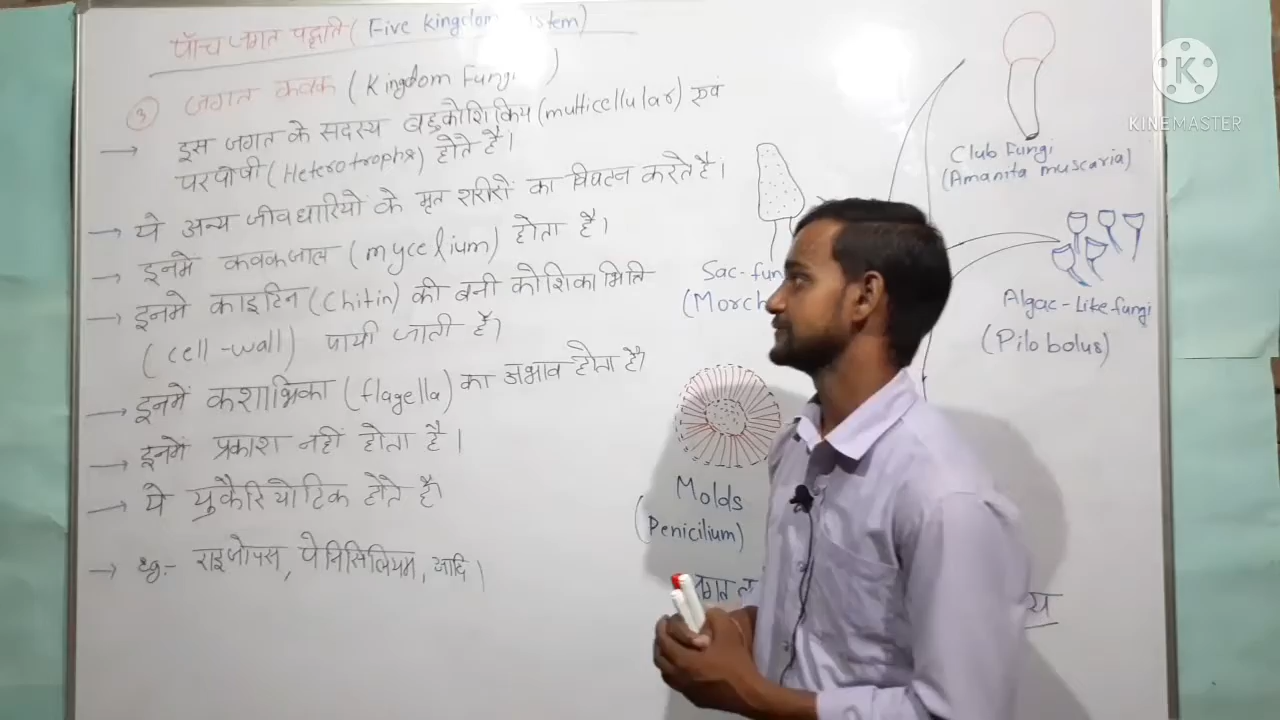 पाँच जगत पद्धति (Five Kingdom System)
③ जगत कवक (Kingdom Fungi)
→ इस जगत के सदस्य बहुकोशिकिय (multicellular) एवं
परपोषी (Heterotrophs) होते है।
→ ये अन्य जीवधारियों के मृत शरीरों का विघटन करते है।
→ इनमे कवकजाल (mycelium) होता है।
→ इनमे काइटिन (Chitin) की बनी कोशिका भिति
(cell-wall) पायी जाती है।
→ इनमें कशाभिका (flagella) का अभाव होता है।
→ इनमें प्रकाश नहीं होता है।
→ ये युकैरियोटिक होते है।
→ eg:- राइजोपस, पेनिसिलियम, आदि।
Club Fungi
(Amanita muscaria)
Sac-fun
(Morch
Algae-Like fungi
(Pilobolus)
Molds
(Penicilium)
जगत
KINEMASTER